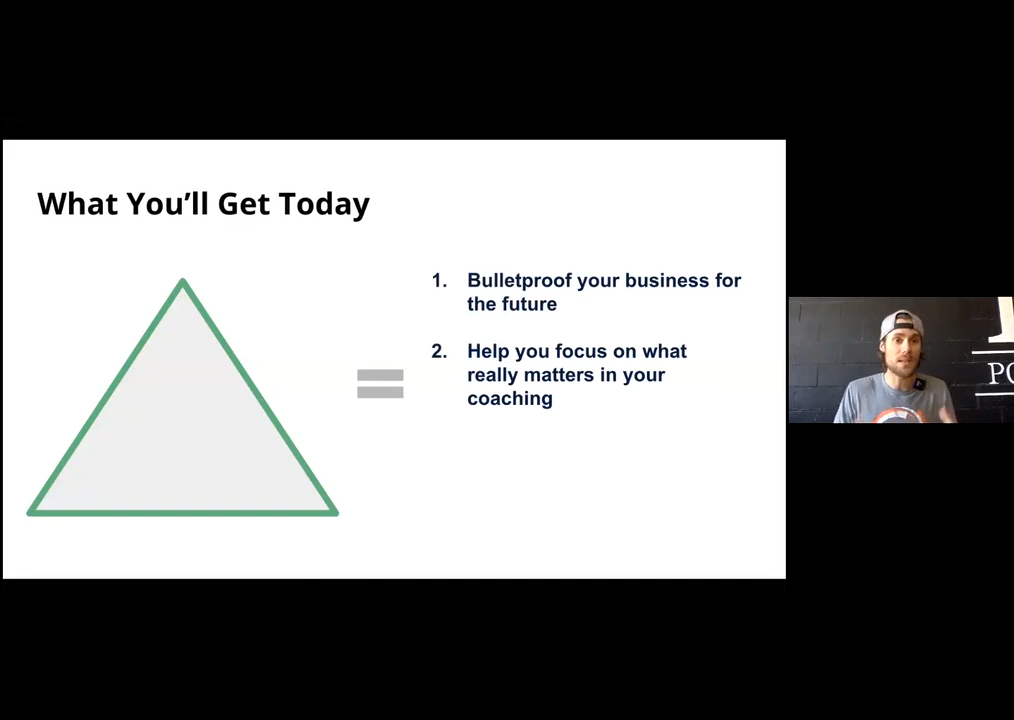 What You’ll Get Today
1. Bulletproof your business for
the future
2. Help you focus on what
really matters in your
coaching
PO